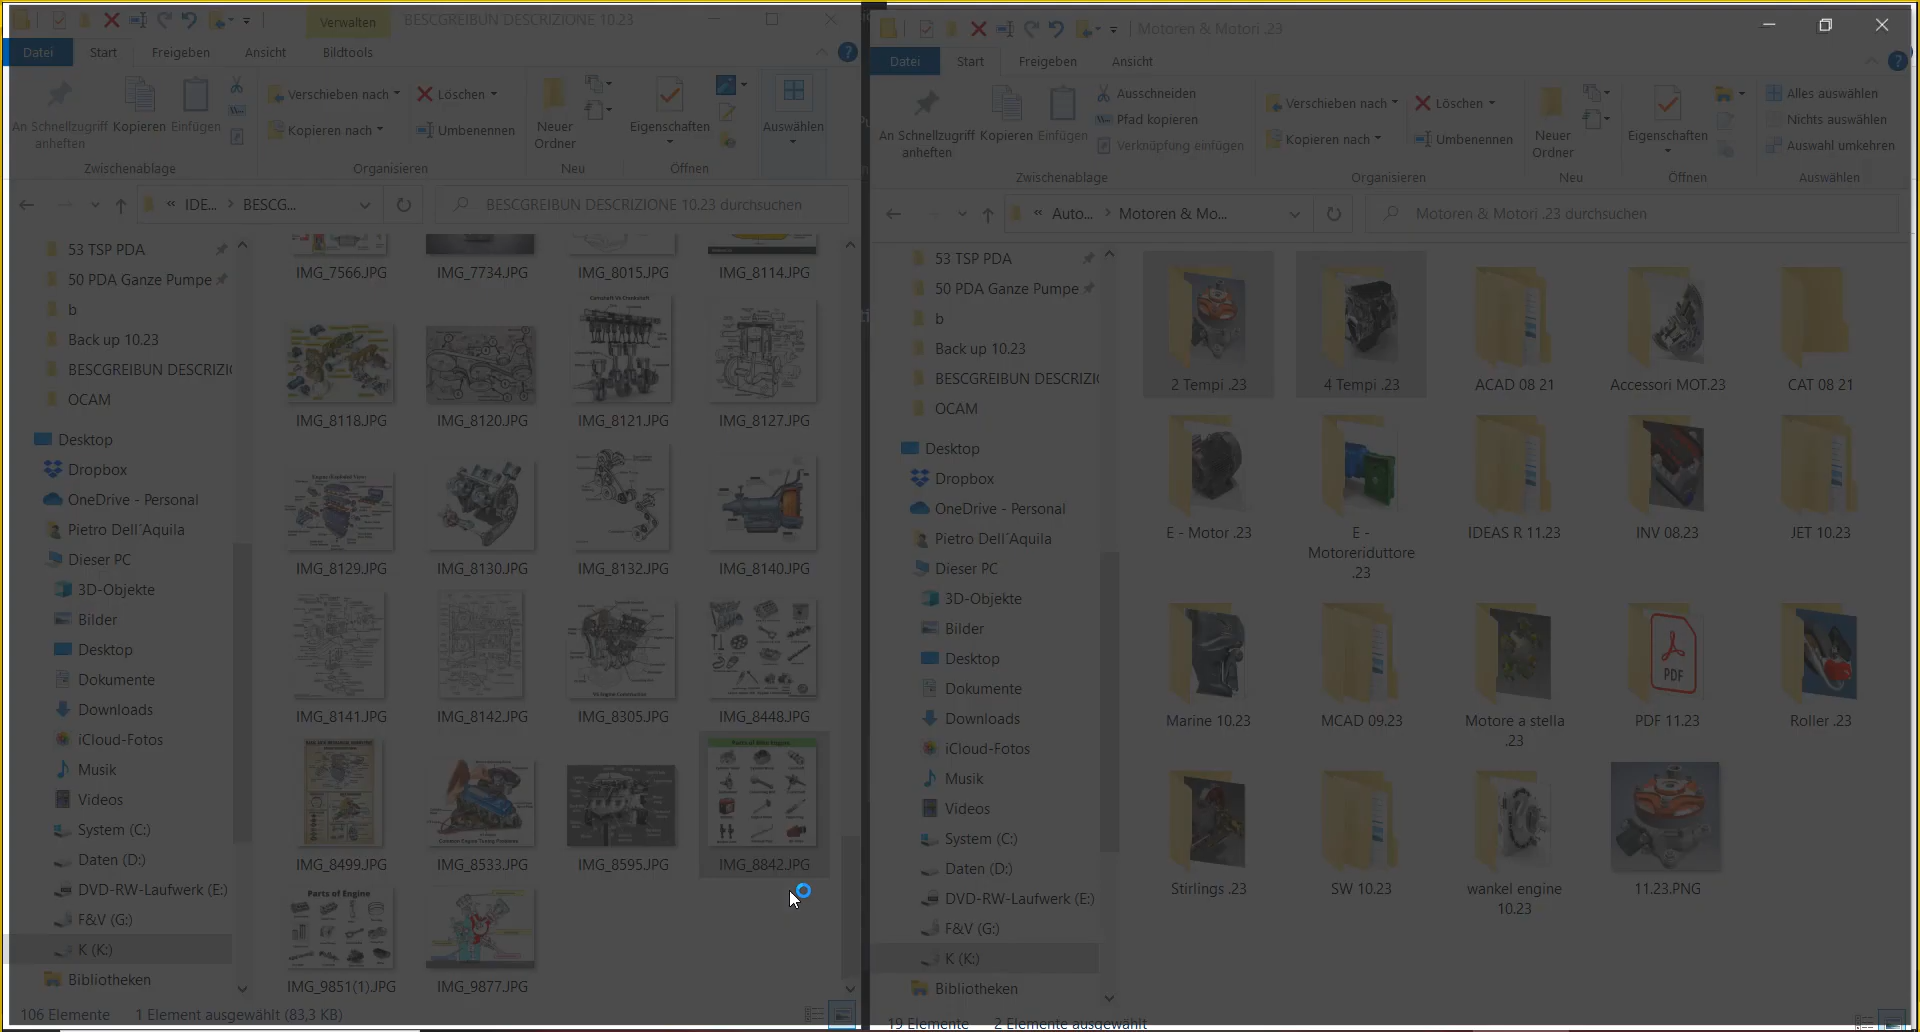 Verwalten
BESCGREIBUN DESCRIZIONE 10.23
Datei
Start
Freigeben
Ansicht
Bildtools
An Schnellzugriff
anheften
Kopieren
Einfügen
Verschieben nach
Kopieren nach
Löschen
Umbenennen
Neuer
Ordner
Eigenschaften
Auswählen
Zwischenablage
Organisieren
Neu
Öffnen
« IDE... > BESCG...
BESCGREIBUN DESCRIZIONE 10.23 durchsuchen
53 TSP PDA
50 PDA Ganze Pumpe
b
Back up 10.23
BESCGREIBUN DESCRIZI
OCAM
Desktop
Dropbox
OneDrive - Personal
Pietro Dell´Aquila
Dieser PC
3D-Objekte
Bilder
Desktop
Dokumente
Downloads
iCloud-Fotos
Musik
Videos
System (C:)
Daten (D:)
DVD-RW-Laufwerk (E:)
F&V (G:)
K (K:)
Bibliotheken
IMG_7566.JPG
IMG_7734.JPG
IMG_8015.JPG
IMG_8114.JPG
Camshaft Vs Crankshaft
IMG_8118.JPG
IMG_8120.JPG
IMG_8121.JPG
IMG_8127.JPG
IMG_8129.JPG
IMG_8130.JPG
IMG_8132.JPG
IMG_8140.JPG
IMG_8141.JPG
IMG_8142.JPG
IMG_8305.JPG
IMG_8448.JPG
IMG_8499.JPG
IMG_8533.JPG
IMG_8595.JPG
IMG_8842.JPG
Parts of Engine
IMG_9851(1).JPG
IMG_9877.JPG
106 Elemente
1 Element ausgewählt (83,3 KB)
Motoren & Motori .23
Datei
Start
Freigeben
Ansicht
An Schnellzugriff
anheften
Kopieren
Einfügen
Ausschneiden
Pfad kopieren
Verknüpfung einfügen
Verschieben nach
Kopieren nach
Löschen
Umbenennen
Neuer
Ordner
Eigenschaften
Alles auswählen
Nichts auswählen
Auswahl umkehren
Zwischenablage
Organisieren
Neu
Öffnen
Auswählen
« Auto... > Motoren & Mo...
Motoren & Motori .23 durchsuchen
53 TSP PDA
50 PDA Ganze Pumpe
b
Back up 10.23
BESCGREIBUN DESCRIZI
OCAM
Desktop
Dropbox
OneDrive - Personal
Pietro Dell´Aquila
Dieser PC
3D-Objekte
Bilder
Desktop
Dokumente
Downloads
iCloud-Fotos
Musik
Videos
System (C:)
Daten (D:)
DVD-RW-Laufwerk (E:)
F&V (G:)
K (K:)
Bibliotheken
2 Tempi .23
4 Tempi .23
ACAD 08 21
Accessori MOT.23
CAT 08 21
E - Motor .23
E -
Motoreriduttore
.23
IDEAS R 11.23
INV 08.23
JET 10.23
Marine 10.23
MCAD 09.23
Motore a stella
.23
PDF
PDF 11.23
Roller .23
Stirlings .23
SW 10.23
wankel engine
10.23
11.23.PNG
19 Elemente
2 Elemente ausgewählt